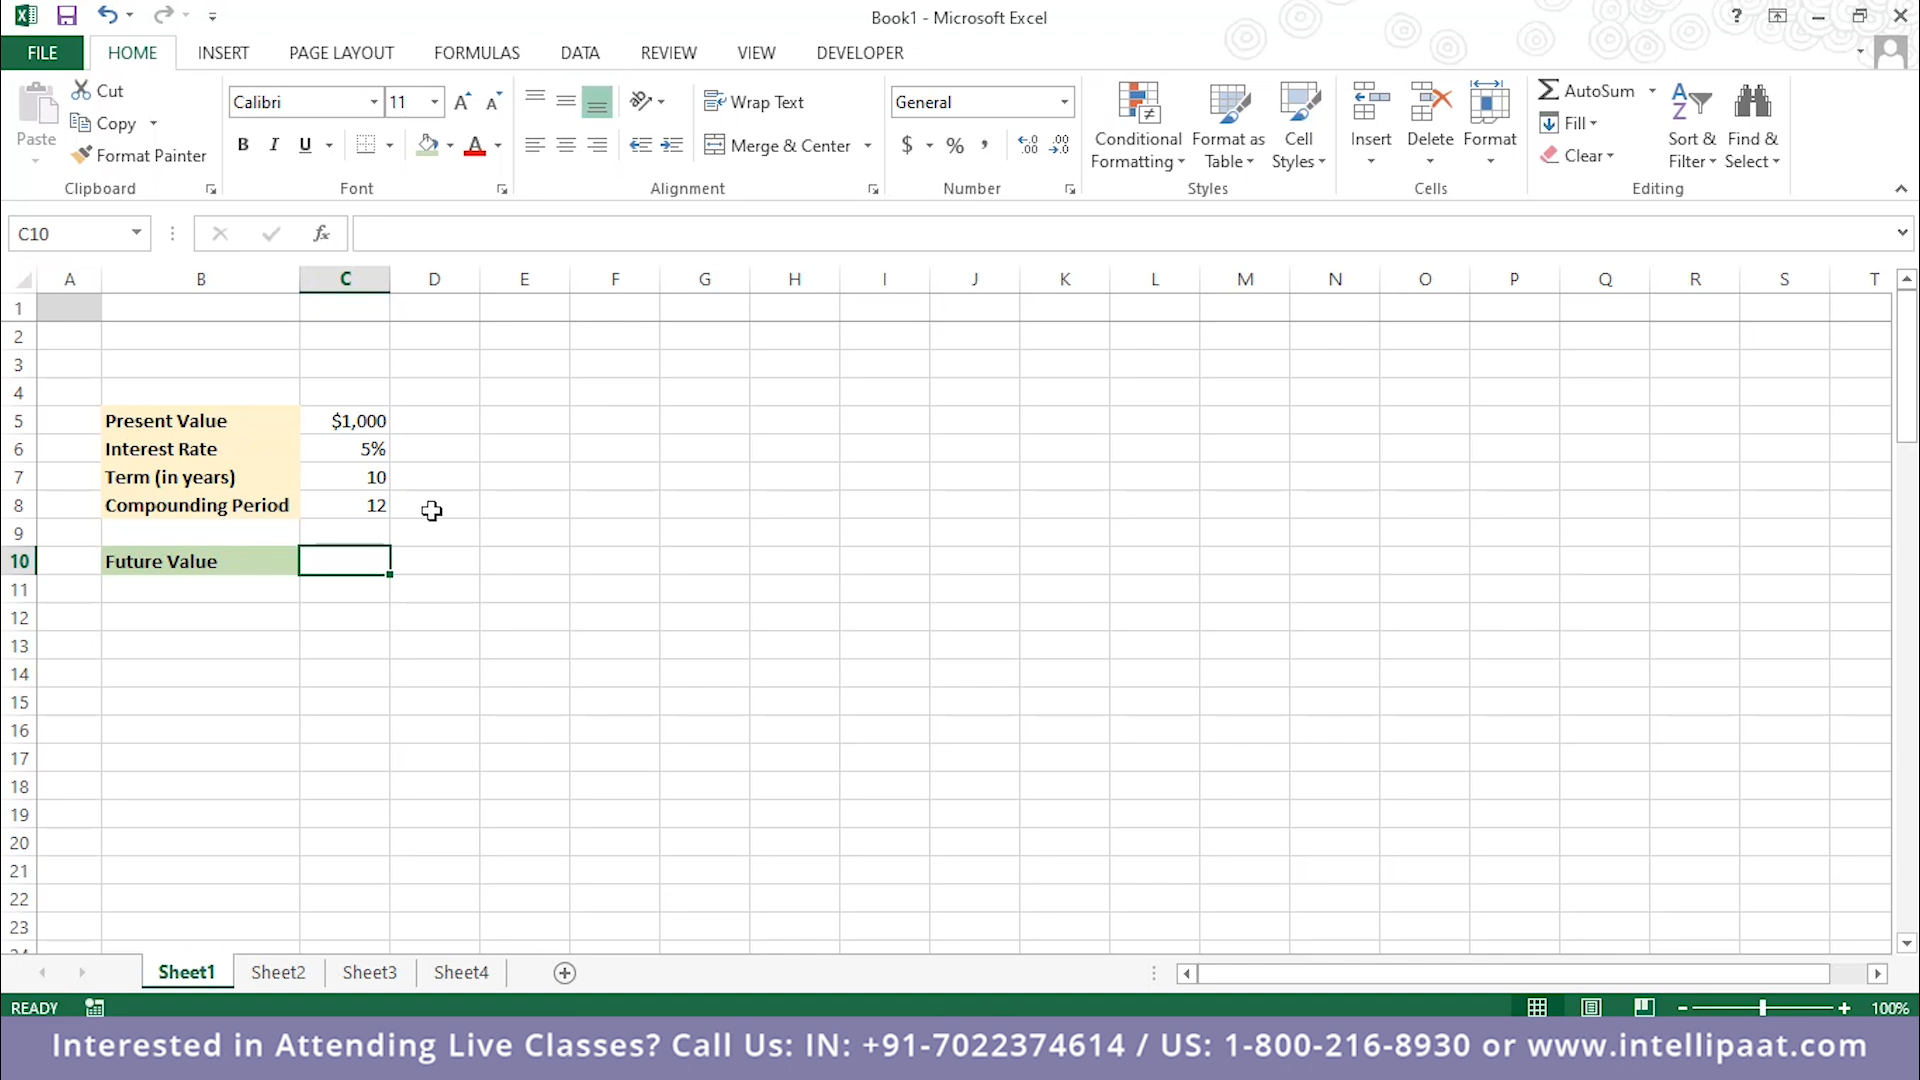 Book1 - Microsoft Excel
?
FILE HOME INSERT PAGE LAYOUT FORMULAS DATA REVIEW VIEW DEVELOPER
Paste
Cut
Copy
Format Painter
Clipboard
Calibri 11
B I U
Font
Wrap Text
Merge & Center
Alignment
General
$ % ,
Number
Conditional Formatting
Format as Table
Cell Styles
Styles
Insert
Delete
Format
Cells
AutoSum
Fill
Clear
Sort & Filter
Find & Select
Editing
C10
fx
A B C D E F G H I J K L M N O P Q R S T
1
2
3
4
5 Present Value $1,000
6 Interest Rate 5%
7 Term (in years) 10
8 Compounding Period 12
9
10 Future Value
11
12
13
14
15
16
17
18
19
20
21
22
23
Sheet1 Sheet2 Sheet3 Sheet4
READY
100%
Interested in Attending Live Classes? Call Us: IN: +91-7022374614 / US: 1-800-216-8930 or www.intellipaat.com